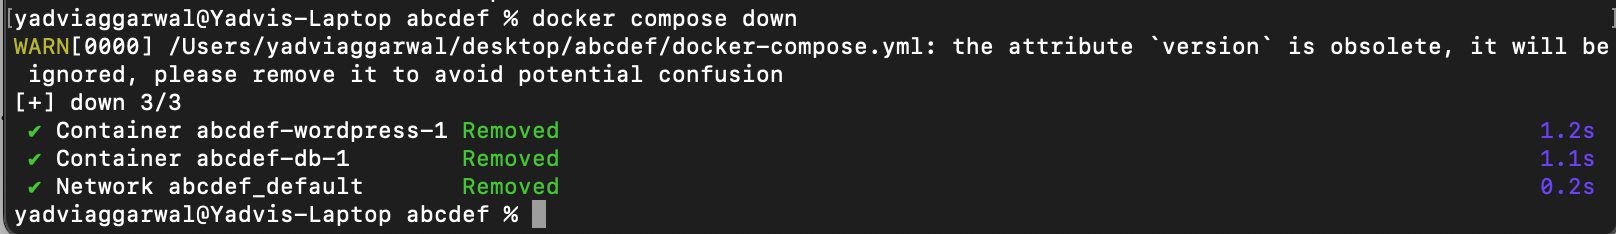 [yadviaggarwal@Yadvis-Laptop abcdef % docker compose down ]
WARN[0000] /Users/yadviaggarwal/desktop/abcdef/docker-compose.yml: the attribute `version` is obsolete, it will be
ignored, please remove it to avoid potential confusion
[+] down 3/3
✔ Container abcdef-wordpress-1 Removed 1.2s
✔ Container abcdef-db-1 Removed 1.1s
✔ Network abcdef_default Removed 0.2s
yadviaggarwal@Yadvis-Laptop abcdef %